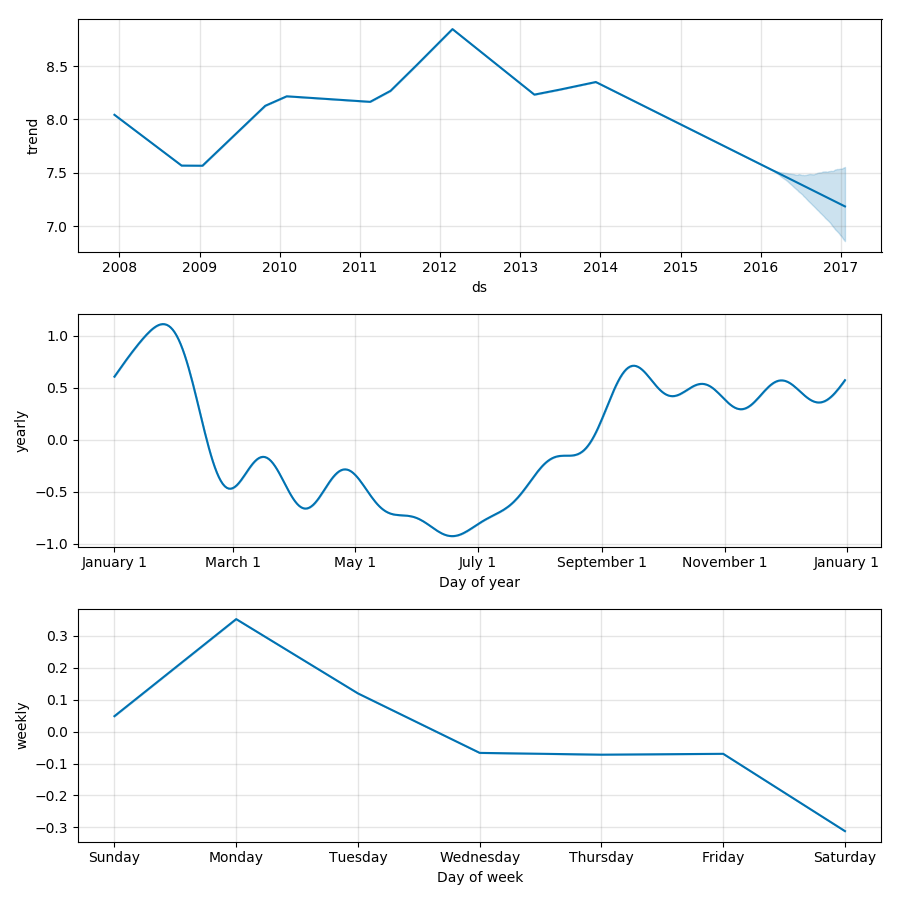 8.5
8.0
7.5
7.0
trend
2008 2009 2010 2011 2012 2013 2014 2015 2016 2017
ds
1.0
0.5
0.0
−0.5
−1.0
yearly
January 1 March 1 May 1 July 1 September 1 November 1 January 1
Day of year
0.3
0.2
0.1
0.0
−0.1
−0.2
−0.3
weekly
Sunday Monday Tuesday Wednesday Thursday Friday Saturday
Day of week